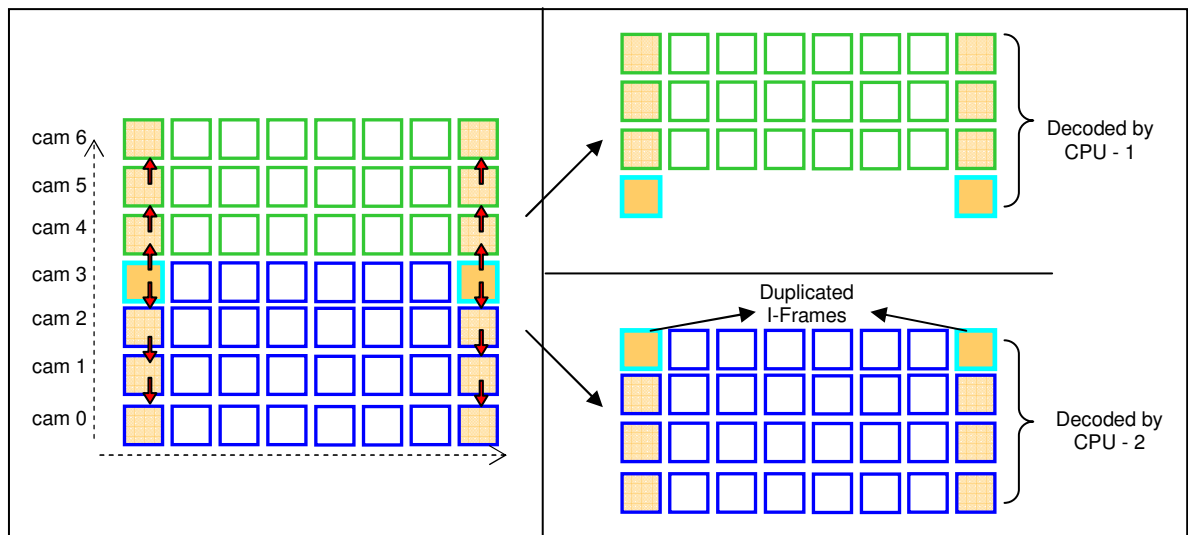 cam 6
cam 5
cam 4
cam 3
cam 2
cam 1
cam 0
Decoded by
CPU - 1
Duplicated
I-Frames
Decoded by
CPU - 2